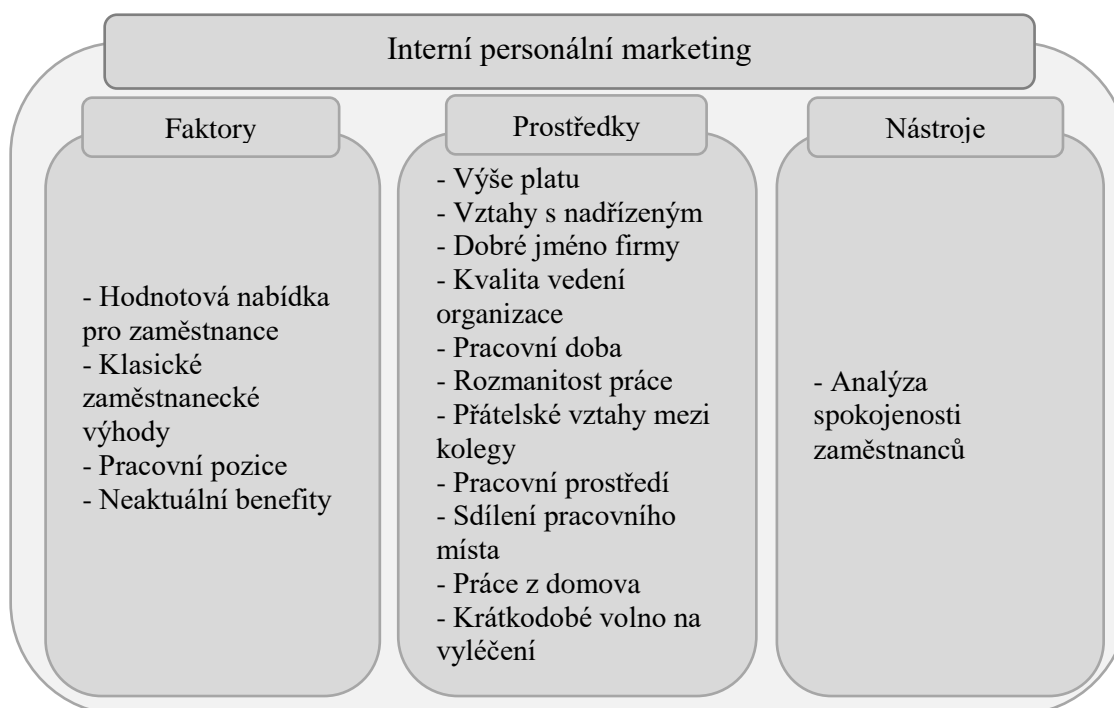 Interní personální marketing
Faktory
- Hodnotová nabídka
pro zaměstnance
- Klasické
zaměstnanecké
výhody
- Pracovní pozice
- Neaktuální benefity
Prostředky
- Výše platu
- Vztahy s nadřízeným
- Dobré jméno firmy
- Kvalita vedení
organizace
- Pracovní doba
- Rozmanitost práce
- Přátelské vztahy mezi
kolegy
- Pracovní prostředí
- Sdílení pracovního
místa
- Práce z domova
- Krátkodobé volno na
vyléčení
Nástroje
- Analýza
spokojenosti
zaměstnanců